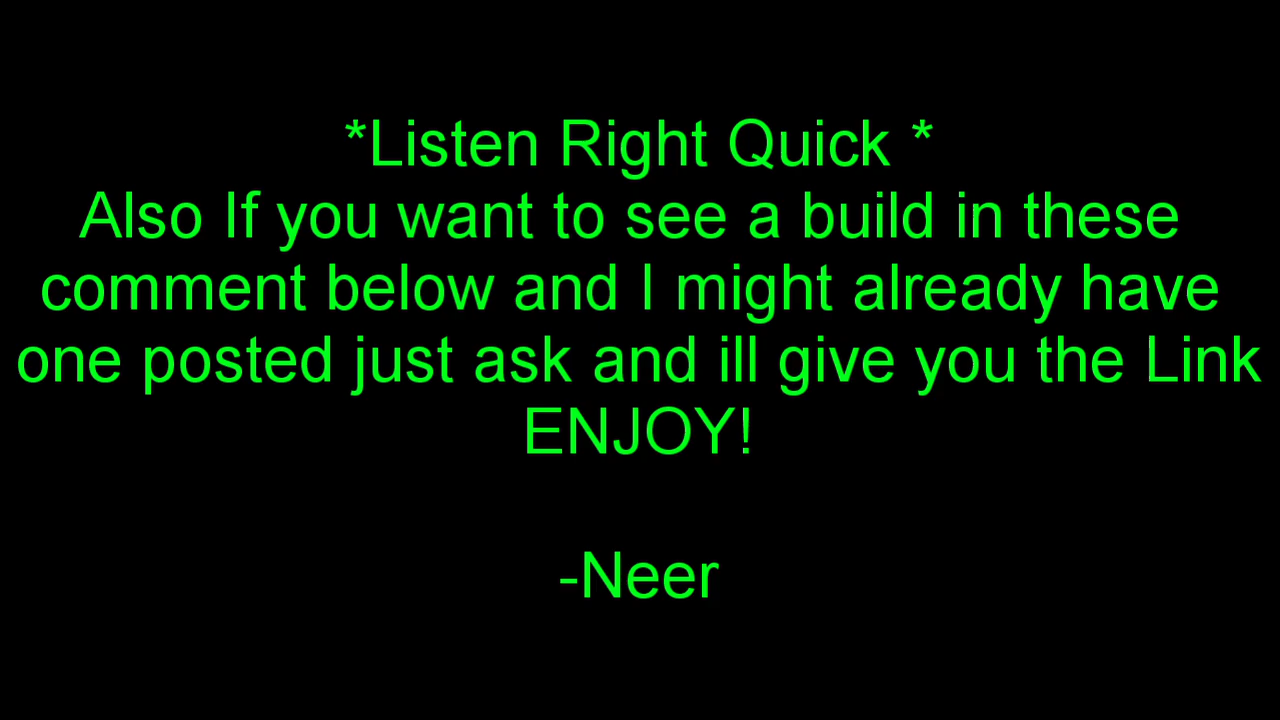 *Listen Right Quick *
Also If you want to see a build in these
comment below and I might already have
one posted just ask and ill give you the Link
ENJOY!
-Neer